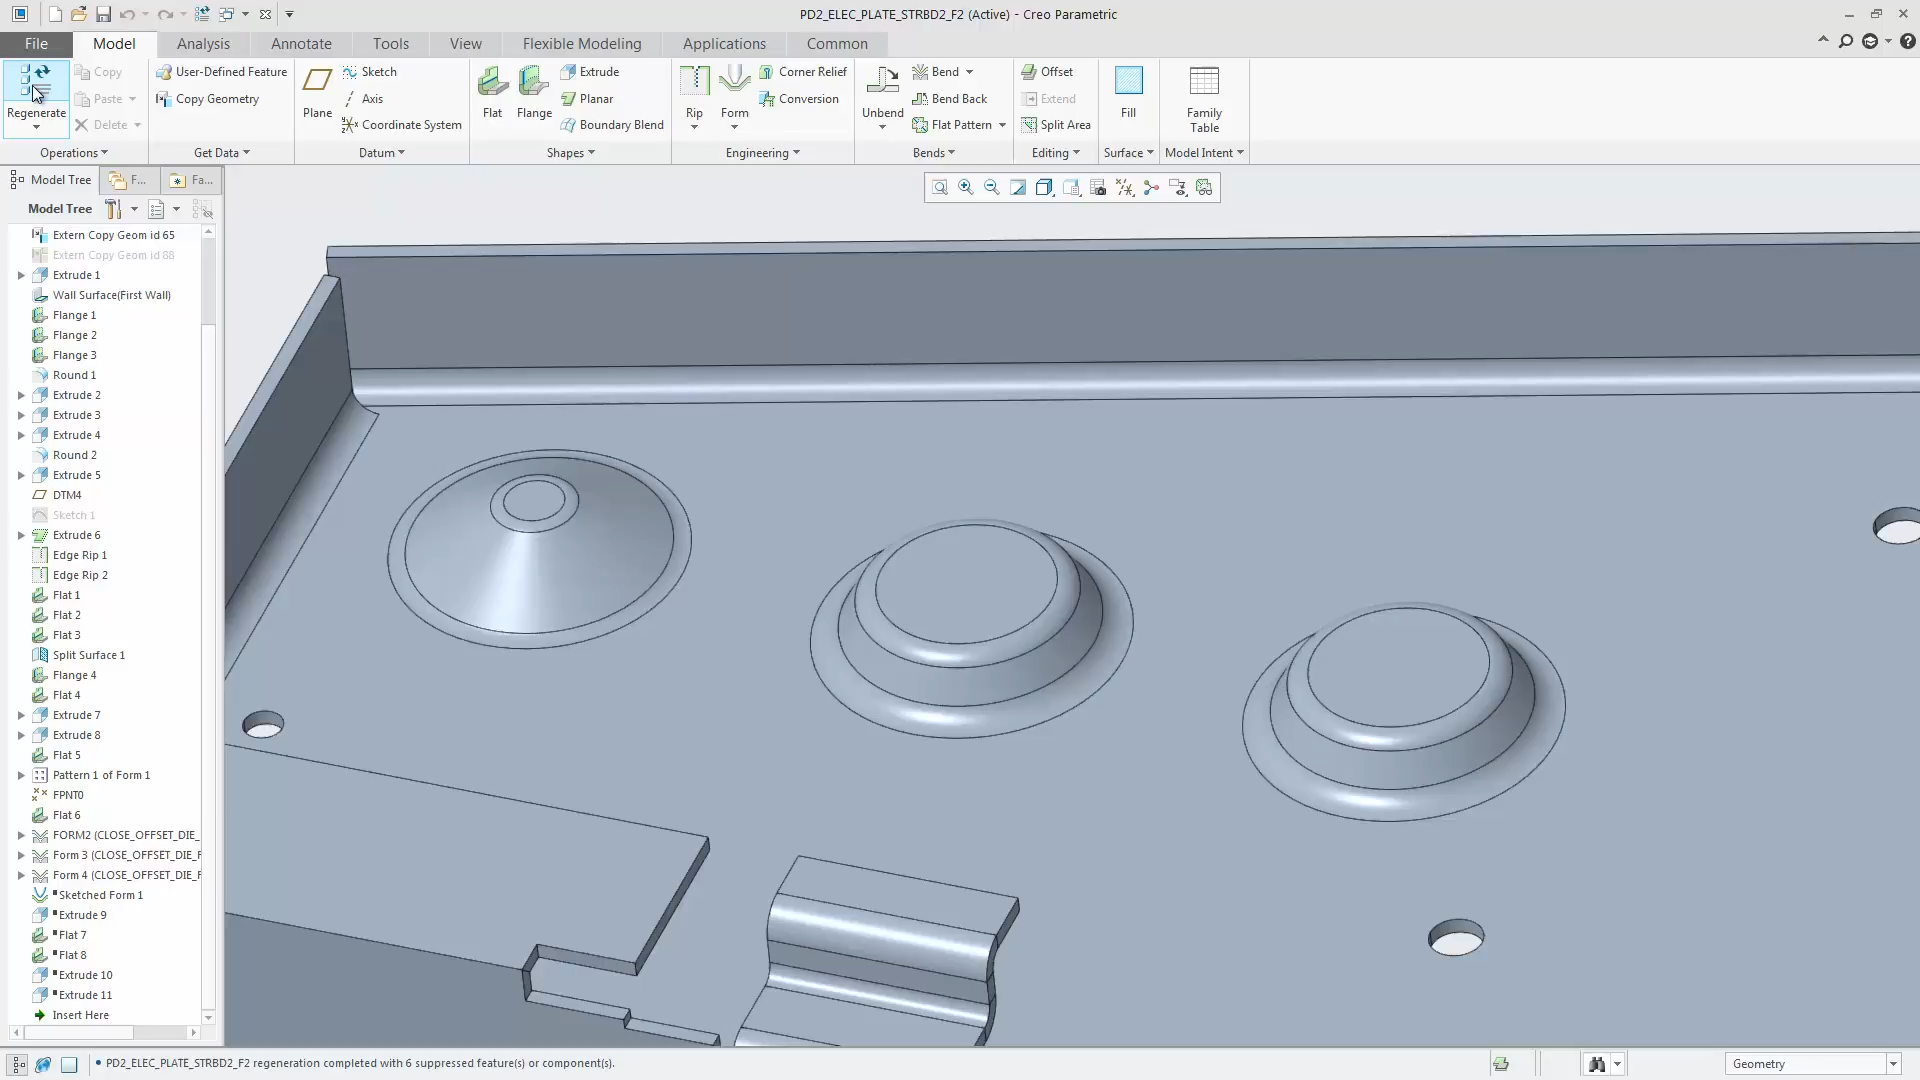 PD2_ELEC_PLATE_STRBD2_F2 (Active) - Creo Parametric
File Model Analysis Annotate Tools View Flexible Modeling Applications Common
Regenerate
Copy
Paste
Delete
Operations
User-Defined Feature
Copy Geometry
Get Data
Plane
Sketch
Axis
Coordinate System
Datum
Flat
Flange
Extrude
Planar
Boundary Blend
Shapes
Rip
Form
Corner Relief
Conversion
Engineering
Unbend
Bend
Bend Back
Flat Pattern
Bends
Offset
Extend
Split Area
Editing
Fill
Surface
Family
Table
Model Intent
Model Tree F... Fa...
Model Tree
Extern Copy Geom id 65
Extern Copy Geom id 88
Extrude 1
Wall Surface(First Wall)
Flange 1
Flange 2
Flange 3
Round 1
Extrude 2
Extrude 3
Extrude 4
Round 2
Extrude 5
DTM4
Sketch 1
Extrude 6
Edge Rip 1
Edge Rip 2
Flat 1
Flat 2
Flat 3
Split Surface 1
Flange 4
Flat 4
Extrude 7
Extrude 8
Flat 5
Pattern 1 of Form 1
FPNT0
Flat 6
FORM2 (CLOSE_OFFSET_DIE_
Form 3 (CLOSE_OFFSET_DIE_F
Form 4 (CLOSE_OFFSET_DIE_F
Sketched Form 1
Extrude 9
Flat 7
Flat 8
Extrude 10
Extrude 11
Insert Here
• PD2_ELEC_PLATE_STRBD2_F2 regeneration completed with 6 suppressed feature(s) or component(s).
Geometry